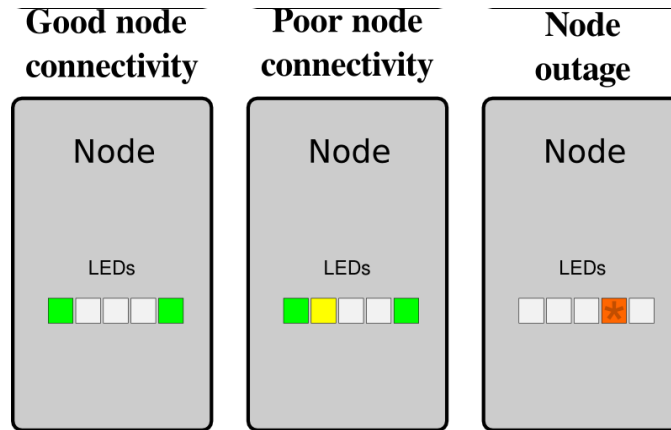 Good node
connectivity
Node
LEDs
Poor node
connectivity
Node
LEDs
Node
outage
Node
LEDs
*